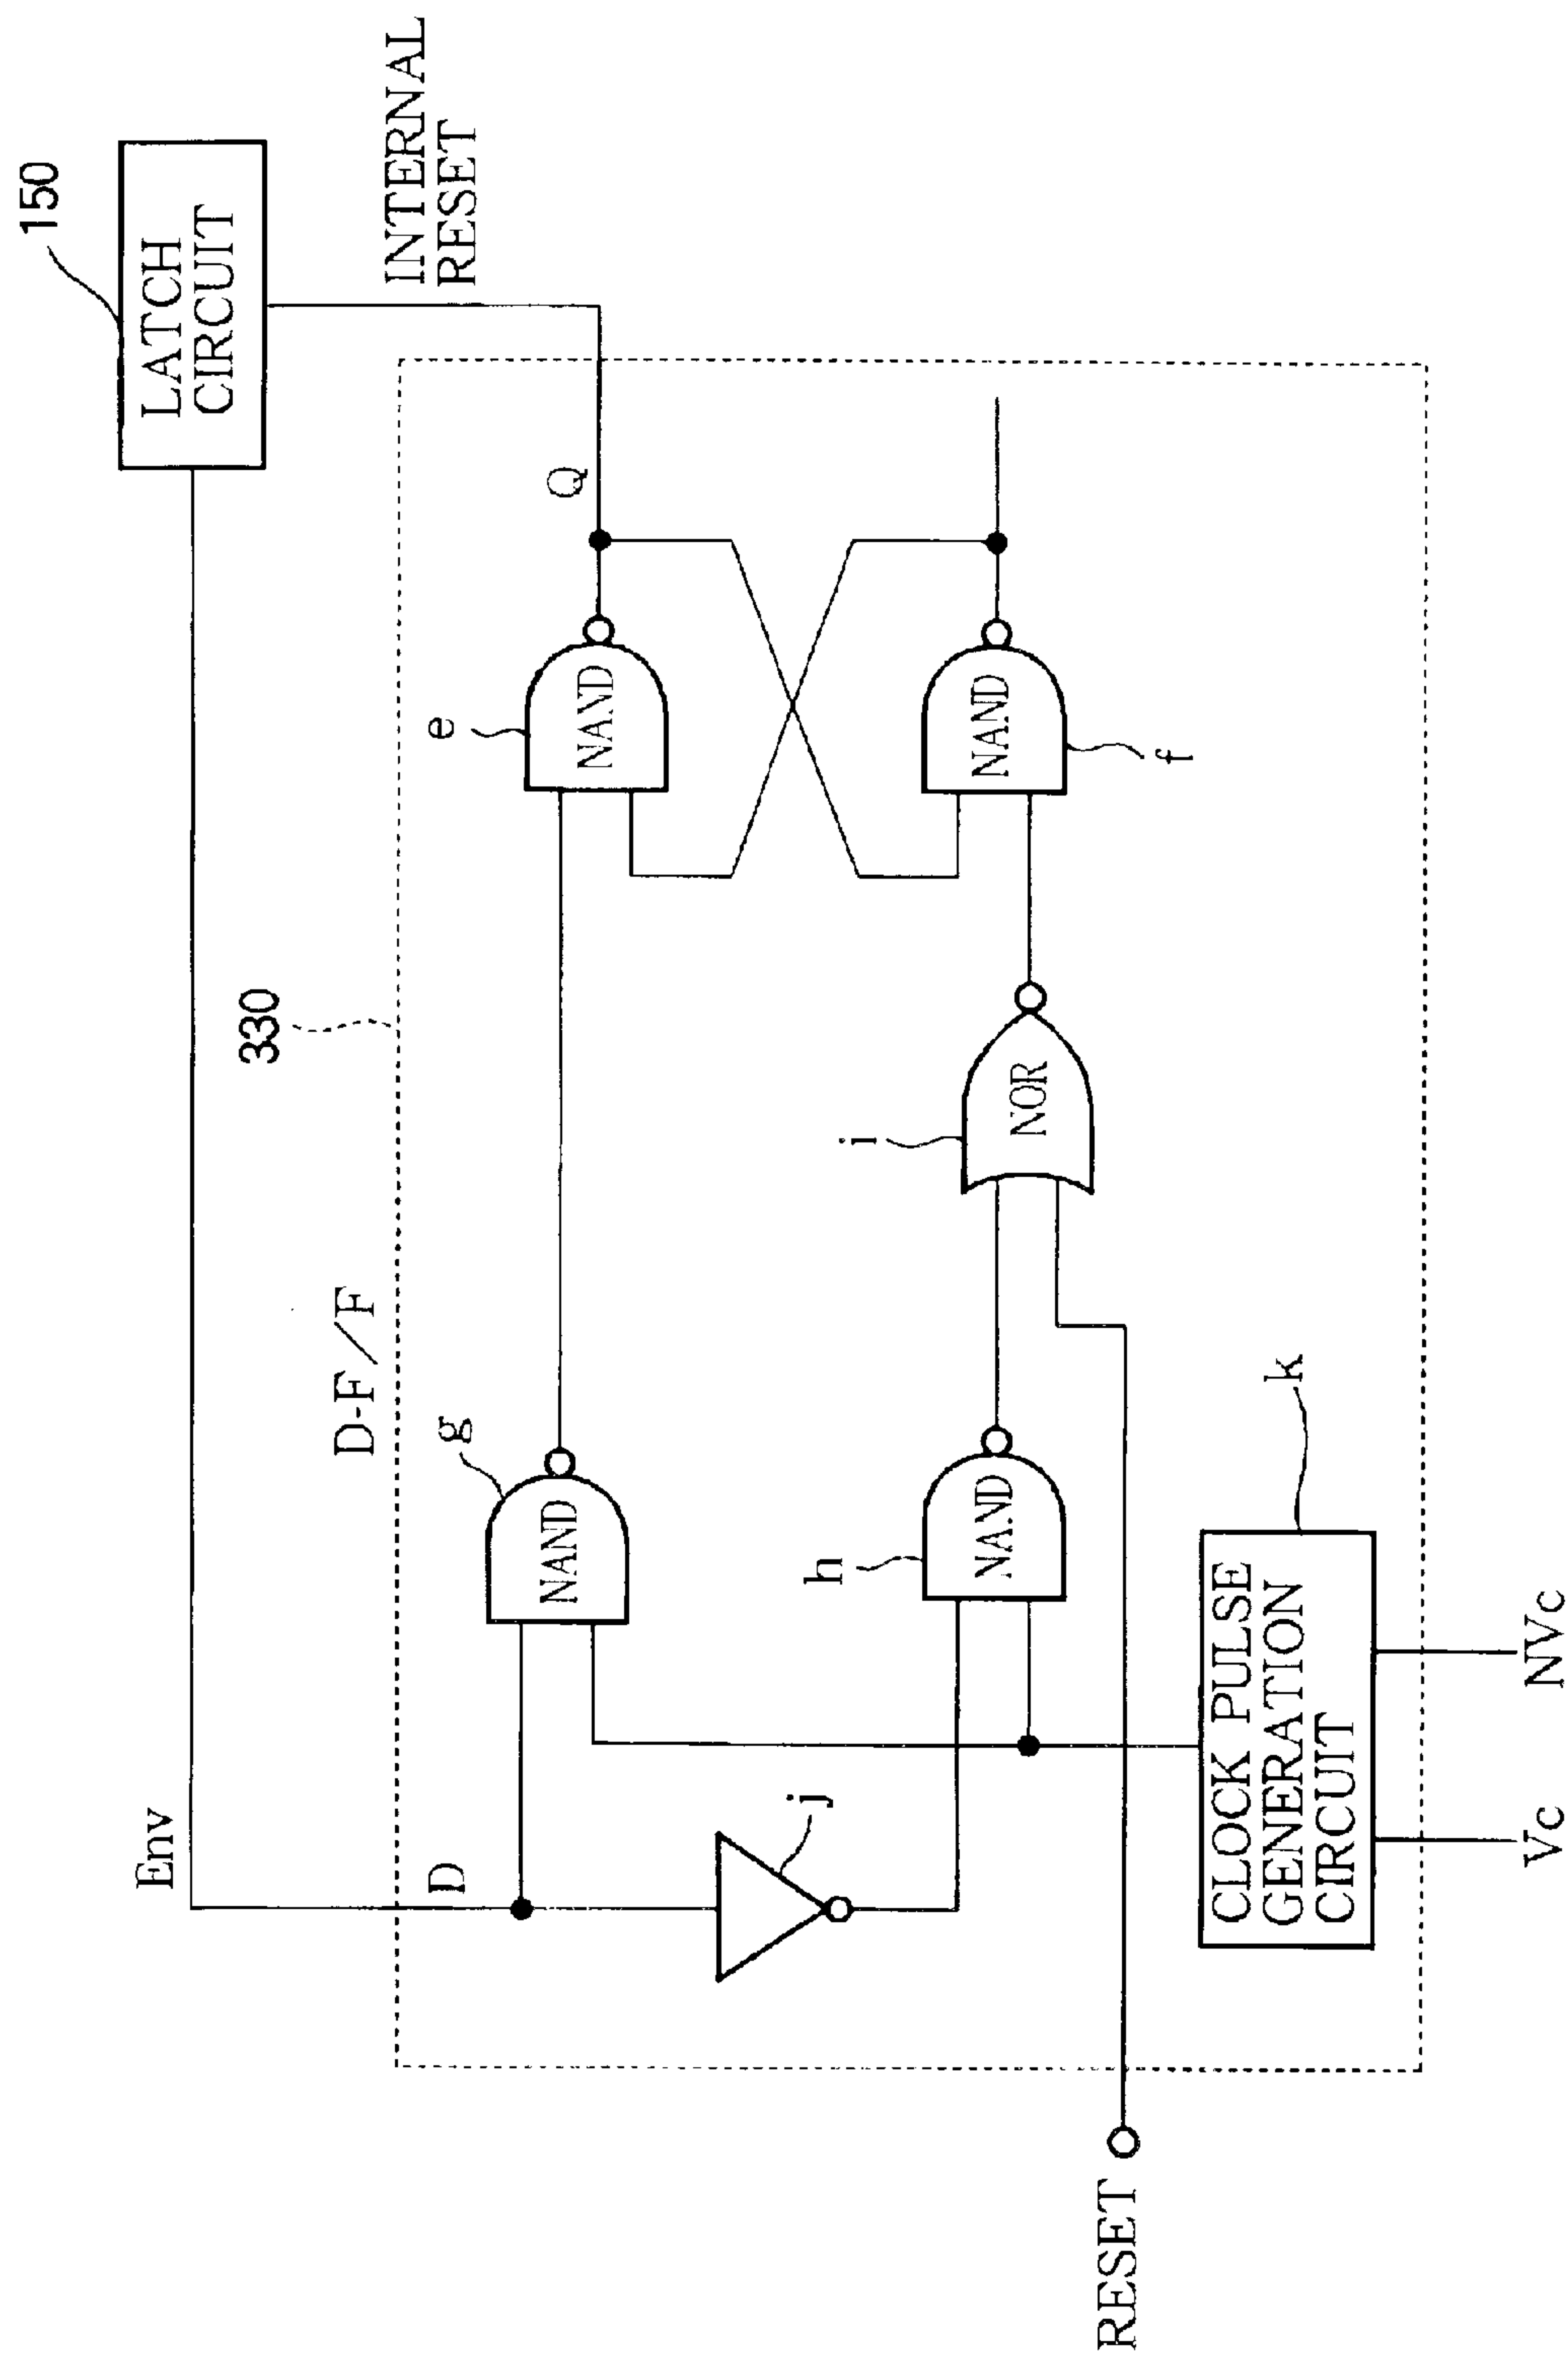 150
LATCH
CIRCUIT
Env
INTERNAL
RESET
330
D-F/F
D
Q
g
NAND
e
NAND
j
h
NAND
i
NOR
f
NAND
k
CLOCK PULSE
GENERATION
CIRCUIT
RESET
Vc
NVc